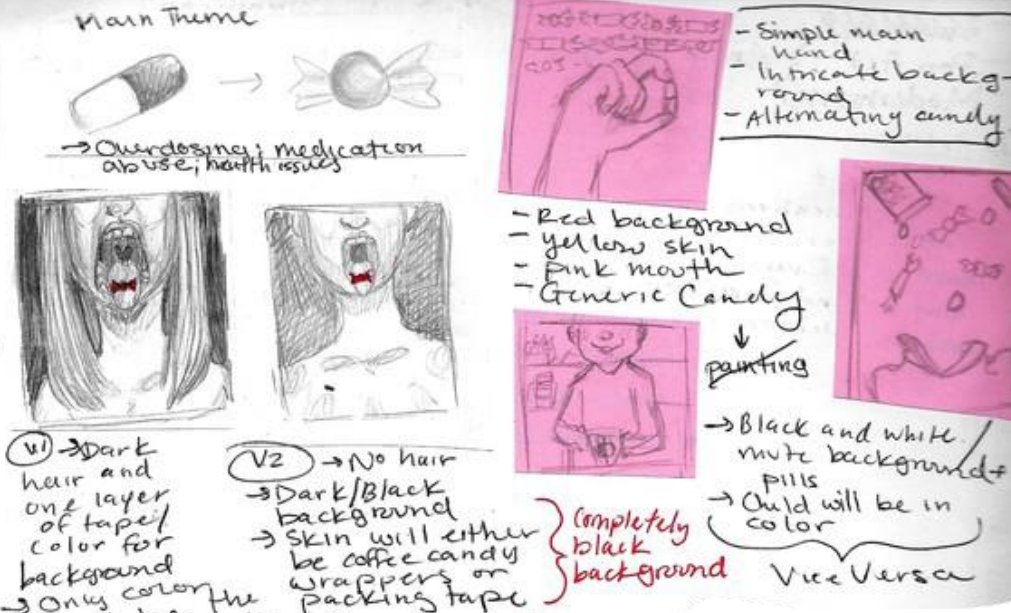 Main Theme
→ Overdosing; medication
abuse; health issues
- Simple main
hand
- Intricate backg-
round
- Alternating candy
- Red background
- yellow skin
- pink mouth
- Generic Candy
painting
V1 → Dark
hair and
one layer
of tape/
color for
background
→ Only color the
V2 → No hair
→ Dark/Black
background
→ Skin will either
be coffee candy
wrappers or
packing tape
Completely
black
background
→ Black and white
mute background +
pills
→ Child will be in
color
Vice Versa